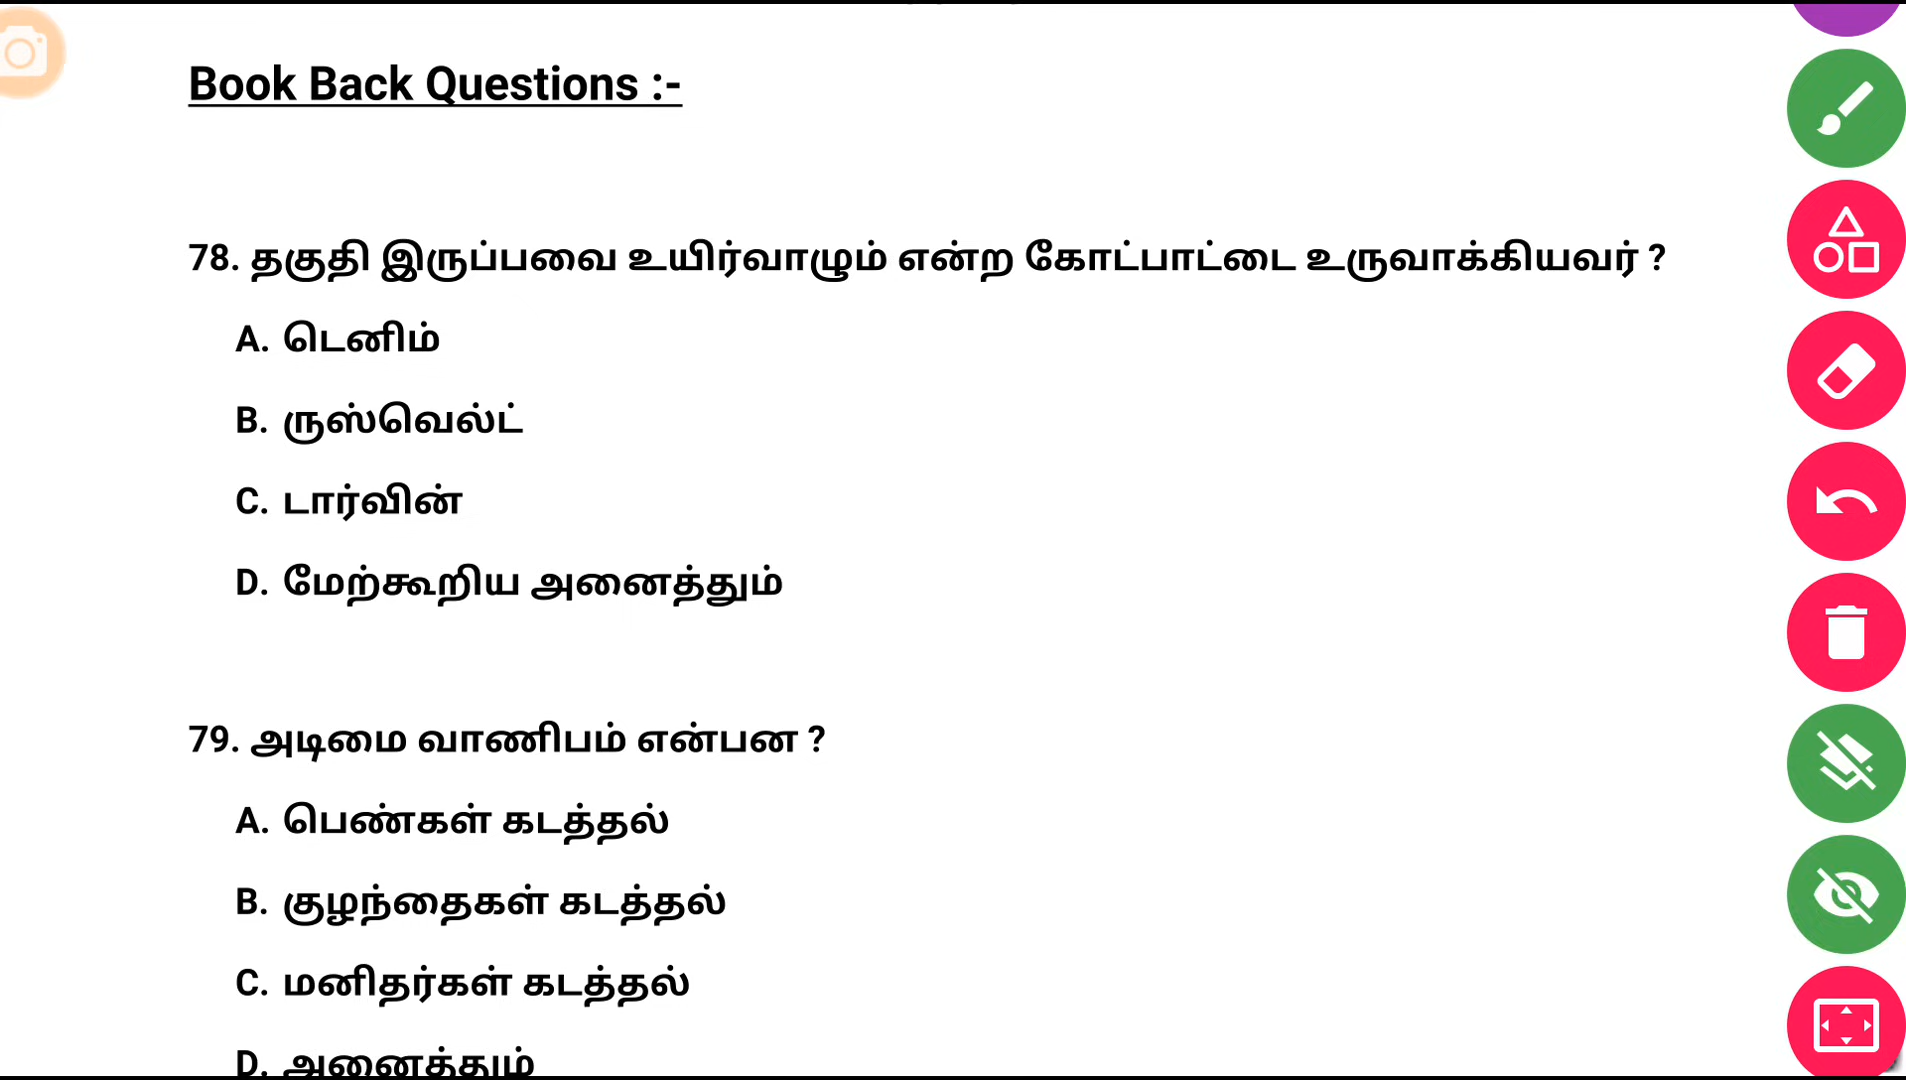 Book Back Questions :-
78. தகுதி இருப்பவை உயிர்வாழும் என்ற கோட்பாட்டை உருவாக்கியவர் ?
A. டெனிம்
B. ருஸ்வெல்ட்
C. டார்வின்
D. மேற்கூறிய அனைத்தும்
79. அடிமை வாணிபம் என்பன ?
A. பெண்கள் கடத்தல்
B. குழந்தைகள் கடத்தல்
C. மனிதர்கள் கடத்தல்
D. அனைத்தும்